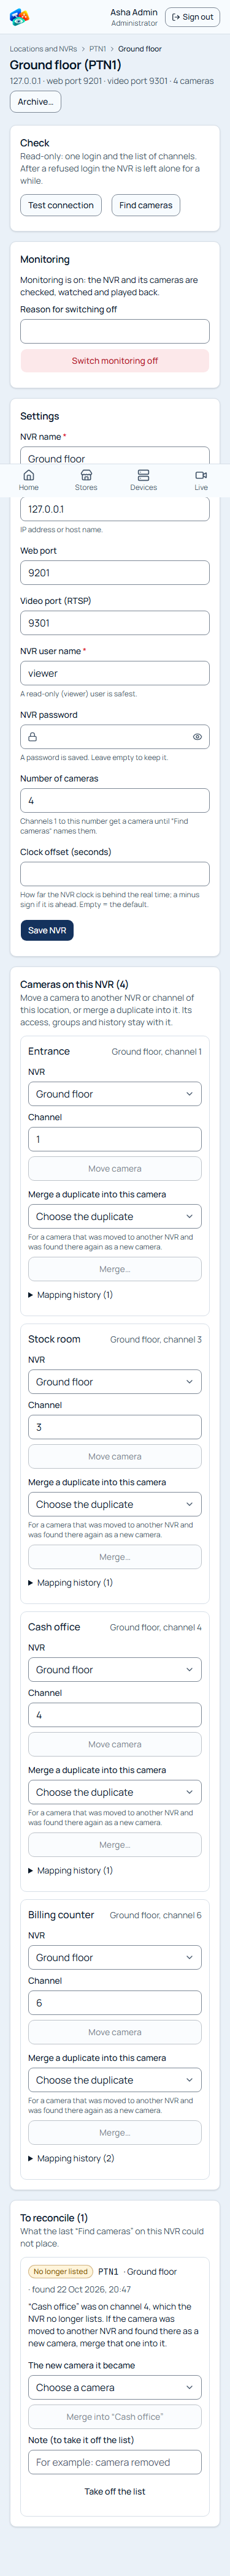 Asha Admin
Administrator
Sign out
Locations and NVRs > PTN1 > Ground floor
Ground floor (PTN1)
127.0.0.1 · web port 9201 · video port 9301 · 4 cameras
Archive…
Check
Read-only: one login and the list of channels.
After a refused login the NVR is left alone for a
while.
Test connection
Find cameras
Monitoring
Monitoring is on: the NVR and its cameras are
checked, watched and played back.
Reason for switching off
Switch monitoring off
Settings
NVR name *
Ground floor
Home
Stores
Devices
Live
127.0.0.1
IP address or host name.
Web port
9201
Video port (RTSP)
9301
NVR user name *
viewer
A read-only (viewer) user is safest.
NVR password
A password is saved. Leave empty to keep it.
Number of cameras
4
Channels 1 to this number get a camera until "Find
cameras" names them.
Clock offset (seconds)
How far the NVR clock is behind the real time; a minus
sign if it is ahead. Empty = the default.
Save NVR
Cameras on this NVR (4)
Move a camera to another NVR or channel of
this location, or merge a duplicate into it. Its
access, groups and history stay with it.
Entrance
Ground floor, channel 1
NVR
Ground floor
Channel
1
Move camera
Merge a duplicate into this camera
Choose the duplicate
For a camera that was moved to another NVR and
was found there again as a new camera.
Merge…
Mapping history (1)
Stock room
Ground floor, channel 3
NVR
Ground floor
Channel
3
Move camera
Merge a duplicate into this camera
Choose the duplicate
For a camera that was moved to another NVR and
was found there again as a new camera.
Merge…
Mapping history (1)
Cash office
Ground floor, channel 4
NVR
Ground floor
Channel
4
Move camera
Merge a duplicate into this camera
Choose the duplicate
For a camera that was moved to another NVR and
was found there again as a new camera.
Merge…
Mapping history (1)
Billing counter
Ground floor, channel 6
NVR
Ground floor
Channel
6
Move camera
Merge a duplicate into this camera
Choose the duplicate
For a camera that was moved to another NVR and
was found there again as a new camera.
Merge…
Mapping history (2)
To reconcile (1)
What the last "Find cameras" on this NVR could
not place.
No longer listed PTN1 · Ground floor
· found 22 Oct 2026, 20:47
"Cash office" was on channel 4, which the
NVR no longer lists. If the camera was
moved to another NVR and found there as a
new camera, merge that one into it.
The new camera it became
Choose a camera
Merge into "Cash office"
Note (to take it off the list)
For example: camera removed
Take off the list